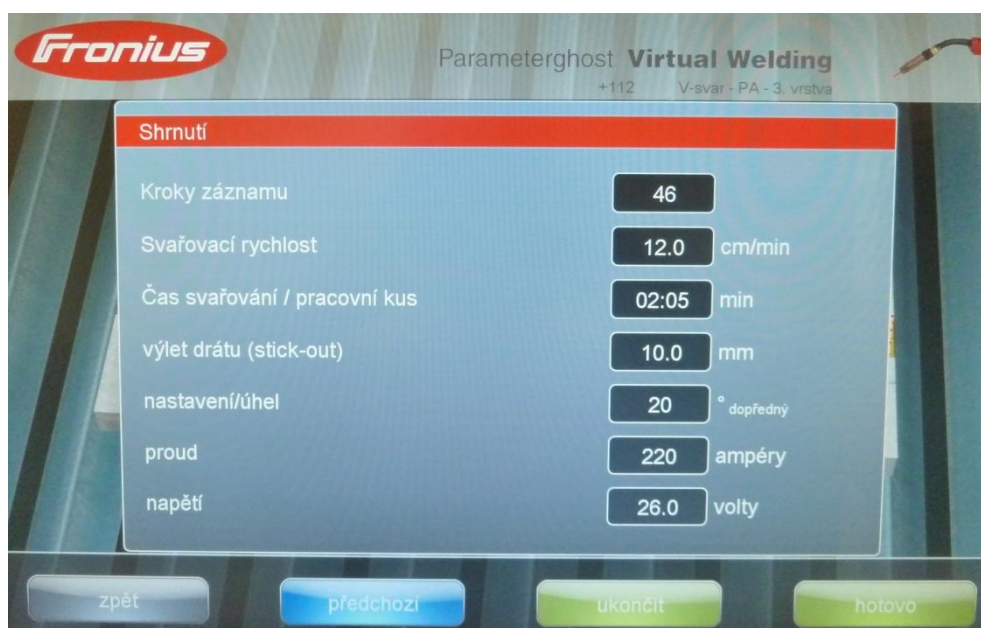 Fronius
Parameterghost Virtual Welding
+112 V-svar - PA - 3. vrstva
Shrnutí
Kroky záznamu 46
Svařovací rychlost 12.0 cm/min
Čas svařování / pracovní kus 02:05 min
výlet drátu (stick-out) 10.0 mm
nastavení/úhel 20 ° dopředný
proud 220 ampéry
napětí 26.0 volty
zpět předchozí ukončit hotovo